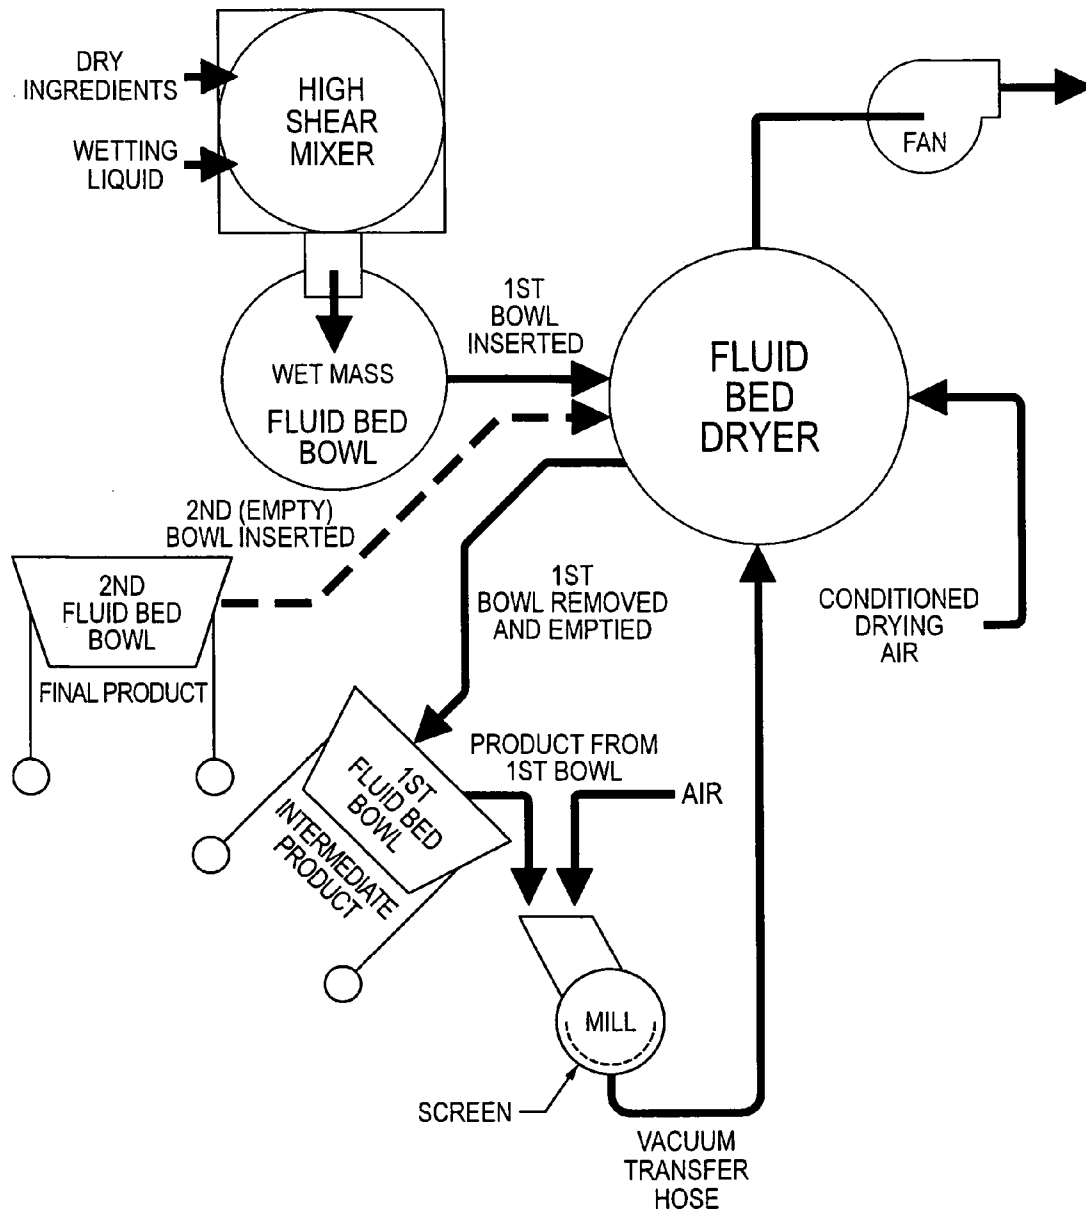 DRY
INGREDIENTS
WETTING
LIQUID
HIGH
SHEAR
MIXER
FAN
WET MASS
FLUID BED
BOWL
1ST
BOWL
INSERTED
FLUID
BED
DRYER
2ND (EMPTY)
BOWL INSERTED
2ND
FLUID BED
BOWL
FINAL PRODUCT
1ST
BOWL REMOVED
AND EMPTIED
CONDITIONED
DRYING
AIR
1ST
FLUID BED
BOWL
INTERMEDIATE
PRODUCT
PRODUCT FROM
1ST BOWL
AIR
MILL
SCREEN
VACUUM
TRANSFER
HOSE